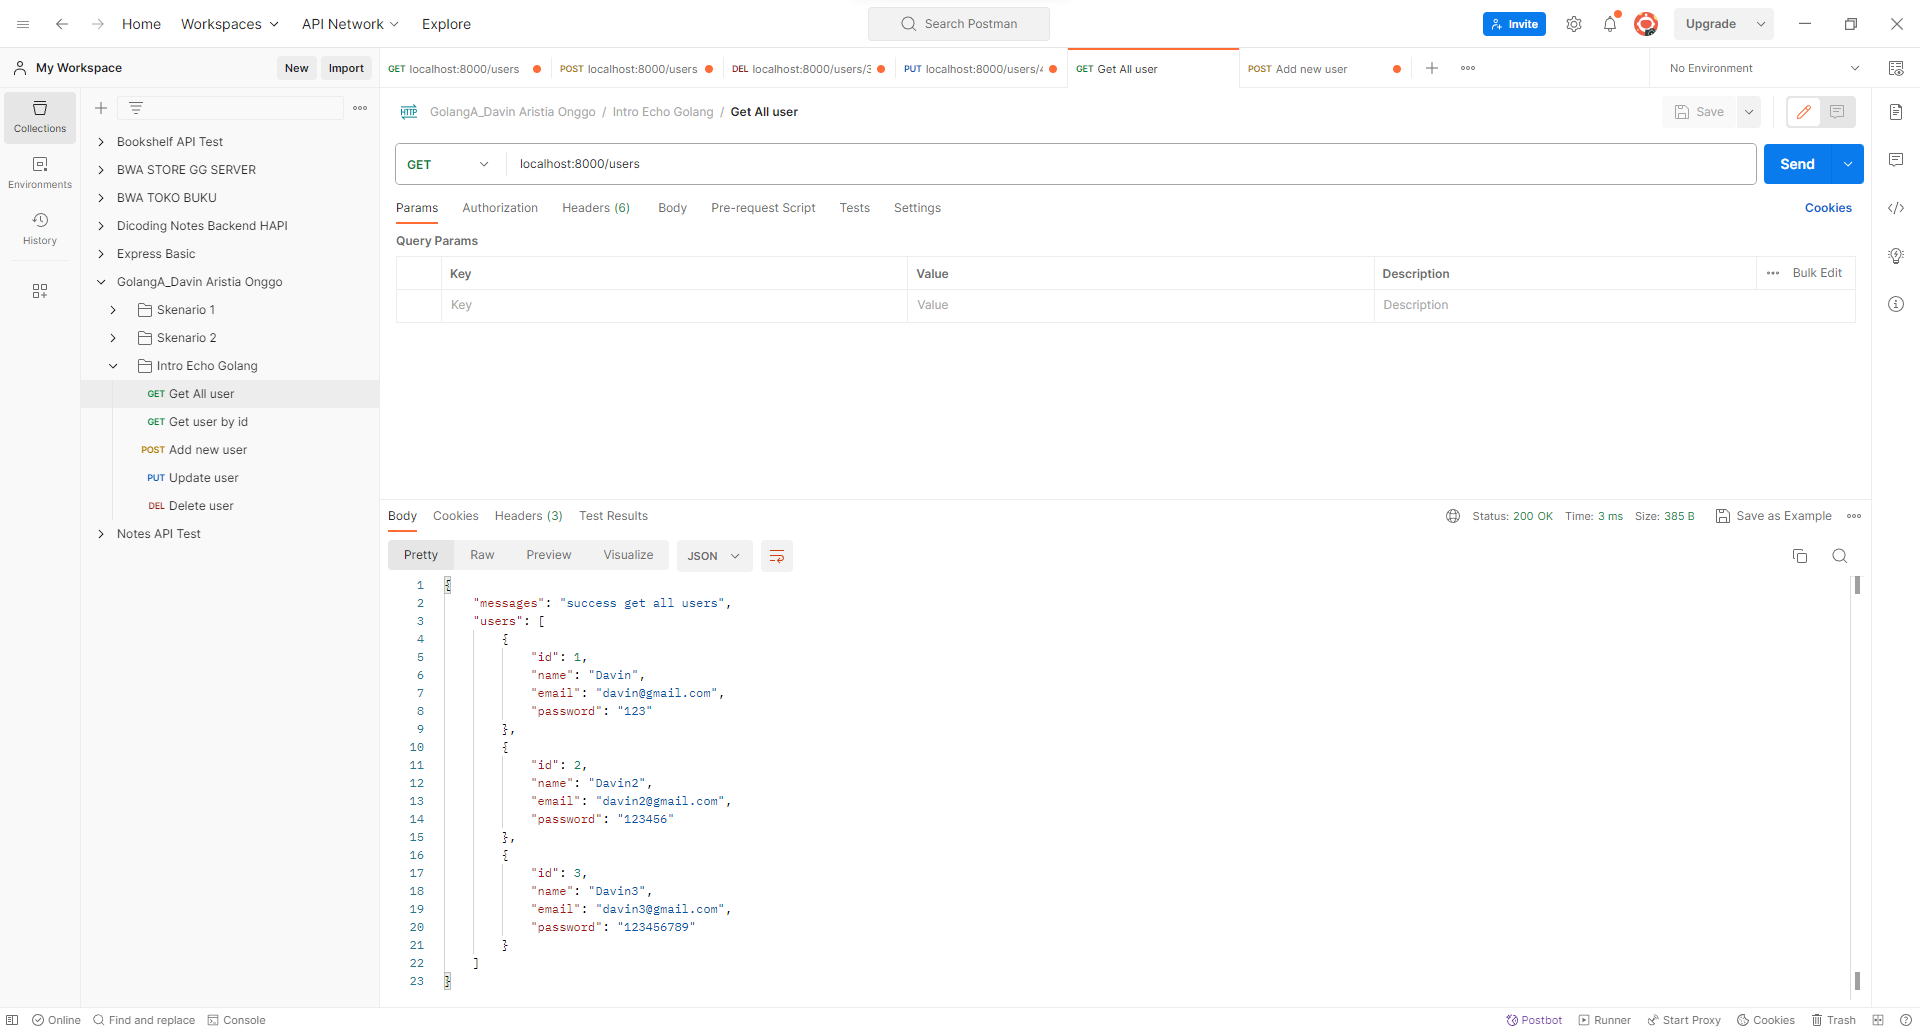 Home Workspaces API Network Explore Search Postman Invite Upgrade
My Workspace New Import
GET localhost:8000/users POST localhost:8000/users DEL localhost:8000/users/3 PUT localhost:8000/users/4 GET Get All user POST Add new user No Environment
Collections
Environments
History
Bookshelf API Test
BWA STORE GG SERVER
BWA TOKO BUKU
Dicoding Notes Backend HAPI
Express Basic
GolangA_Davin Aristia Onggo
Skenario 1
Skenario 2
Intro Echo Golang
GET Get All user
GET Get user by id
POST Add new user
PUT Update user
DEL Delete user
Notes API Test
HTTP GolangA_Davin Aristia Onggo / Intro Echo Golang / Get All user Save
GET localhost:8000/users Send
Params Authorization Headers (6) Body Pre-request Script Tests Settings Cookies
Query Params
Key Value Description Bulk Edit
Key Value Description
Body Cookies Headers (3) Test Results Status: 200 OK Time: 3 ms Size: 385 B Save as Example
Pretty Raw Preview Visualize JSON
1 {
2 "messages": "success get all users",
3 "users": [
4 {
5 "id": 1,
6 "name": "Davin",
7 "email": "davin@gmail.com",
8 "password": "123"
9 },
10 {
11 "id": 2,
12 "name": "Davin2",
13 "email": "davin2@gmail.com",
14 "password": "123456"
15 },
16 {
17 "id": 3,
18 "name": "Davin3",
19 "email": "davin3@gmail.com",
20 "password": "123456789"
21 }
22 ]
23 }
Online Find and replace Console Postbot Runner Start Proxy Cookies Trash